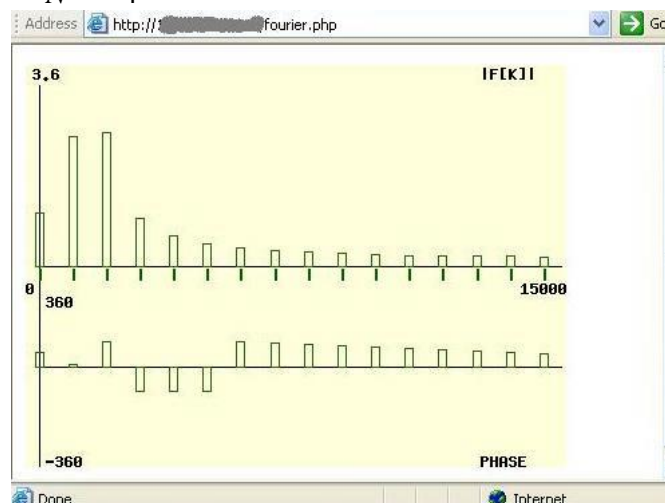 Address http:// fourier.php
Go
3.6 |F[K]|
0 15000
360
-360 PHASE
Done Internet